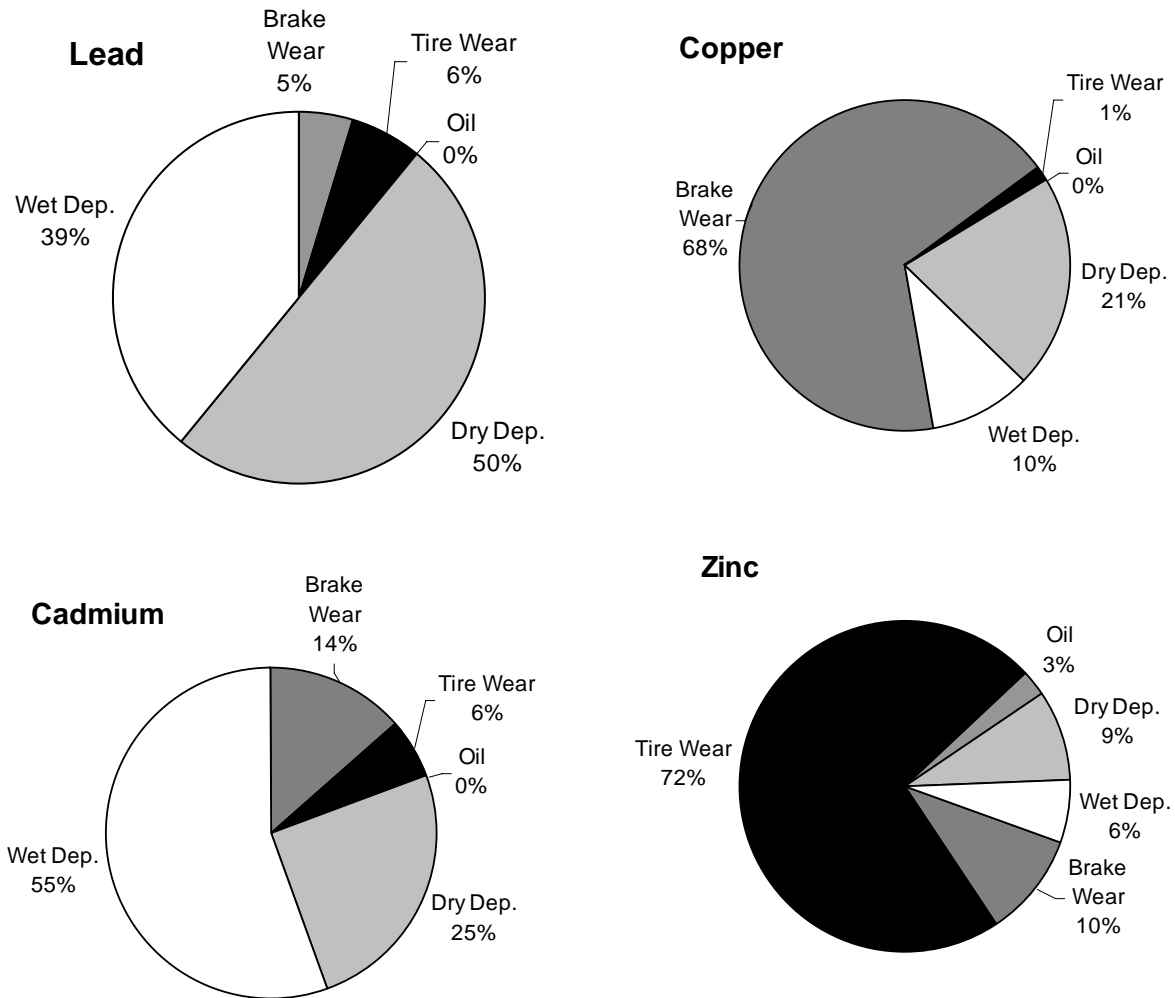 Lead
Brake
Wear
5%
Tire Wear
6%
Oil
0%
Wet Dep.
39%
Dry Dep.
50%
Copper
Tire Wear
1%
Oil
0%
Brake
Wear
68%
Dry Dep.
21%
Wet Dep.
10%
Cadmium
Brake
Wear
14%
Tire Wear
6%
Oil
0%
Wet Dep.
55%
Dry Dep.
25%
Zinc
Oil
3%
Dry Dep.
9%
Tire Wear
72%
Wet Dep.
6%
Brake
Wear
10%